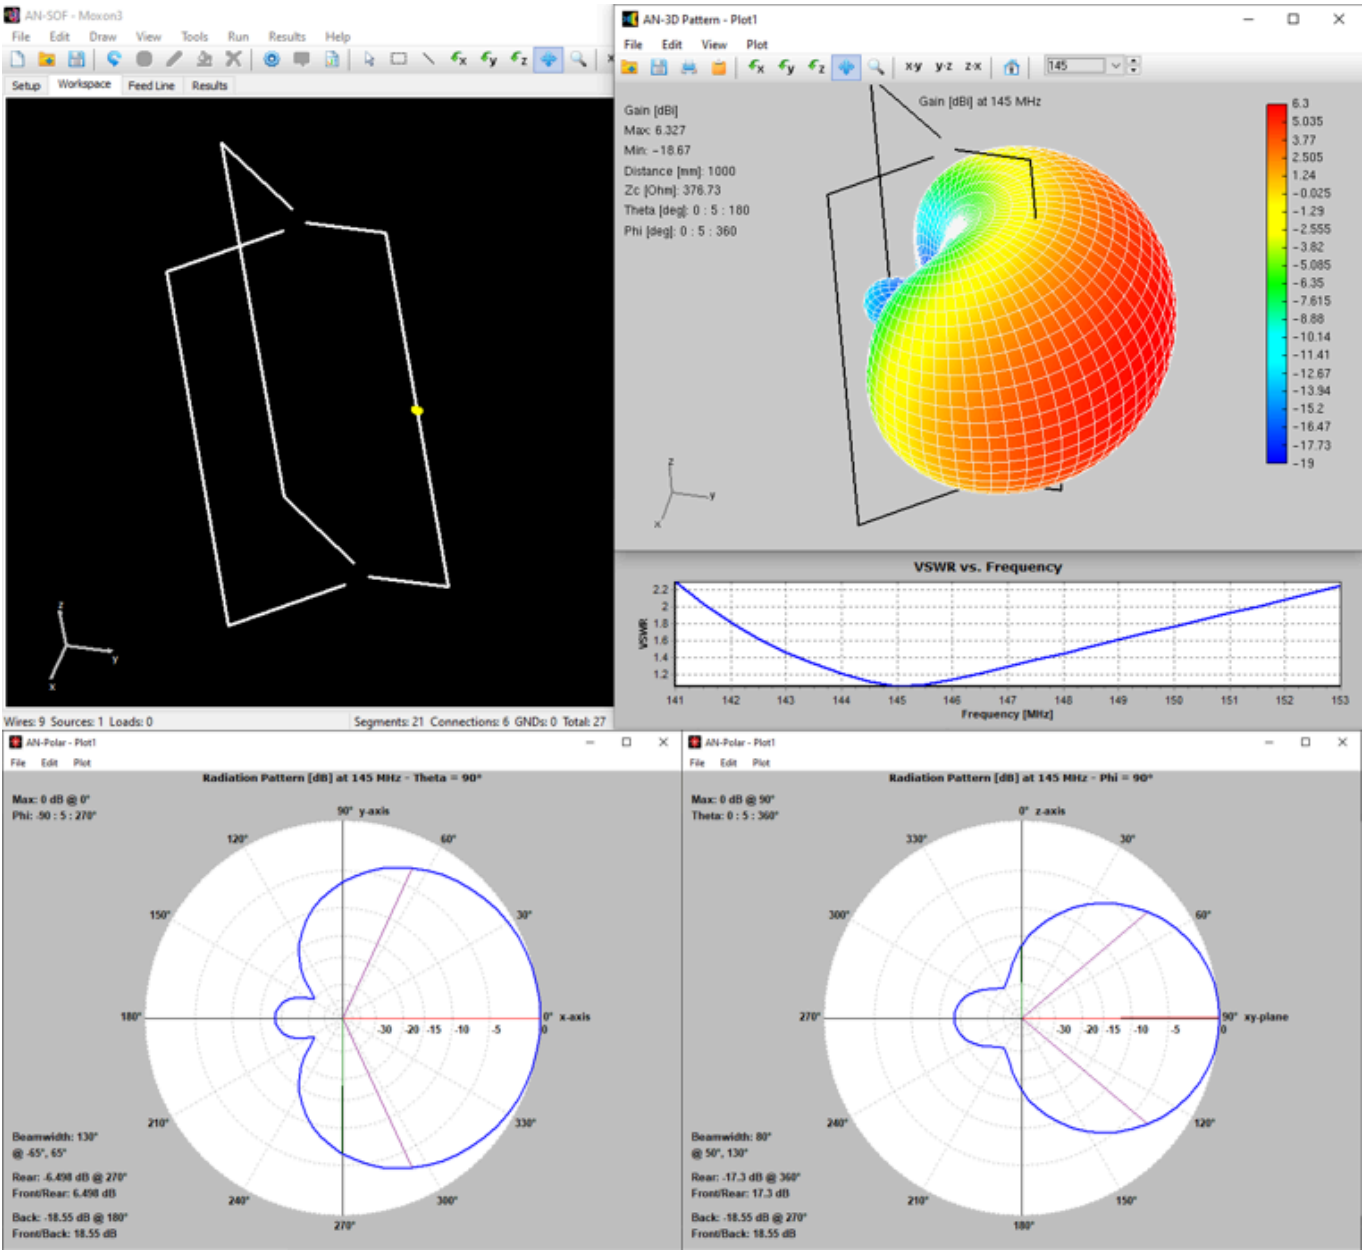 AN-SOF - Moxon3
File Edit Draw View Tools Run Results Help
Setup Workspace Feed Line Results
z
y
x
Wires: 9 Sources: 1 Loads: 0
Segments: 21 Connections: 6 GNDs: 0 Total: 27
AN-3D Pattern - Plot1
File Edit View Plot
x-y y-z z-x 145
Gain [dBi] at 145 MHz
Gain [dBi]
Max: 6.327
Min: -18.67
Distance [mm]: 1000
Zc [Ohm]: 376.73
Theta [deg]: 0 : 5 : 180
Phi [deg]: 0 : 5 : 360
6.3
5.035
3.77
2.505
1.24
-0.025
-1.29
-2.555
-3.82
-5.085
-6.35
-7.615
-8.88
-10.14
-11.41
-12.67
-13.94
-15.2
-16.47
-17.73
-19
z
y
x
VSWR vs. Frequency
VSWR
2.2
2
1.8
1.6
1.4
1.2
141 142 143 144 145 146 147 148 149 150 151 152 153
Frequency [MHz]
AN-Polar - Plot1
File Edit Plot
Radiation Pattern [dB] at 145 MHz - Theta = 90°
Max: 0 dB @ 0°
Phi: -90 : 5 : 270°
90° y-axis
120° 60°
150° 30°
180° 0° x-axis
-30 -20 -15 -10 -5 0
210° 330°
240° 300°
270°
Beamwidth: 130°
@ -65°, 65°
Rear: -6.498 dB @ 270°
Front/Rear: 6.498 dB
Back: -18.55 dB @ 180°
Front/Back: 18.55 dB
AN-Polar - Plot1
File Edit Plot
Radiation Pattern [dB] at 145 MHz - Phi = 90°
Max: 0 dB @ 90°
Theta: 0 : 5 : 360°
0° z-axis
330° 30°
300° 60°
270° 90° xy-plane
-30 -20 -15 -10 -5 0
240° 120°
210° 150°
180°
Beamwidth: 80°
@ 50°, 130°
Rear: -17.3 dB @ 360°
Front/Rear: 17.3 dB
Back: -18.55 dB @ 270°
Front/Back: 18.55 dB